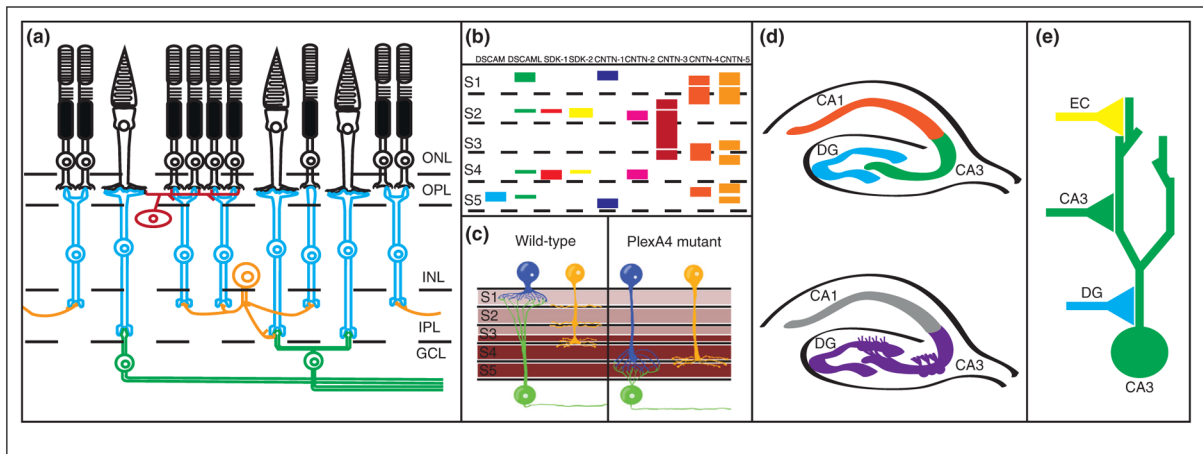 (a)
ONL
OPL
INL
IPL
GCL
(b)
DSCAM DSCAML SDK-1 SDK-2 CNTN-1 CNTN-2 CNTN-3 CNTN-4 CNTN-5
S1
S2
S3
S4
S5
(c)
Wild-type PlexA4 mutant
S1
S2
S3
S4
S5
(d)
CA1
DG
CA3
CA1
DG
CA3
(e)
EC
CA3
DG
CA3